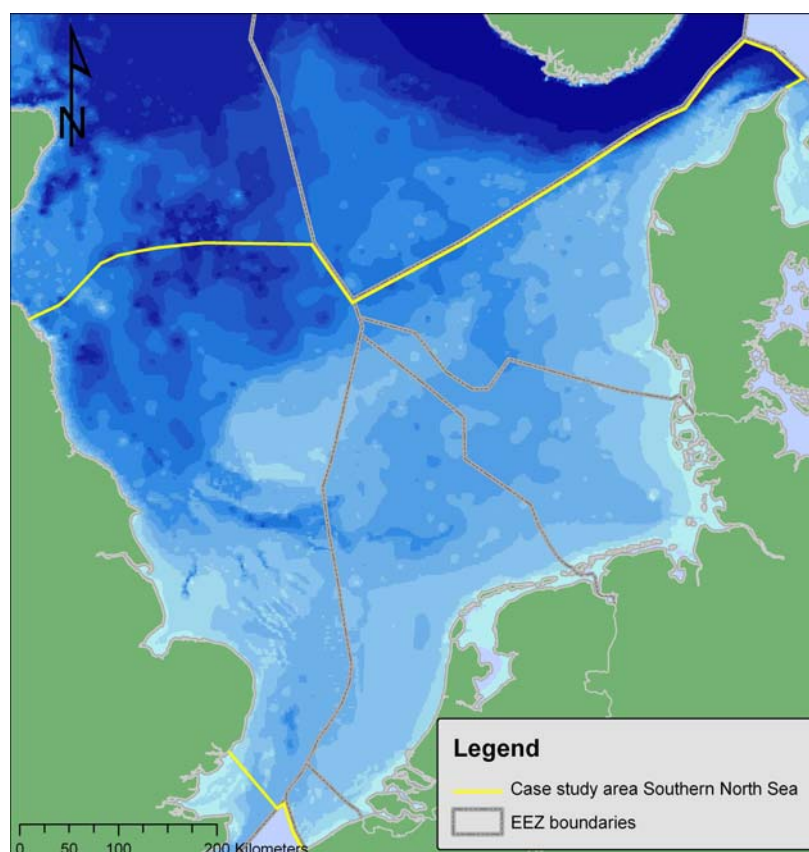 N
Legend
Case study area Southern North Sea
EEZ boundaries
0 50 100 200 Kilometers